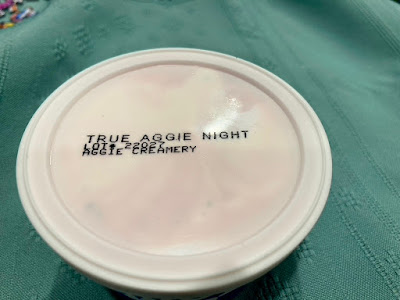 TRUE AGGIE NIGHT
LOT# 22027
AGGIE CREAMERY